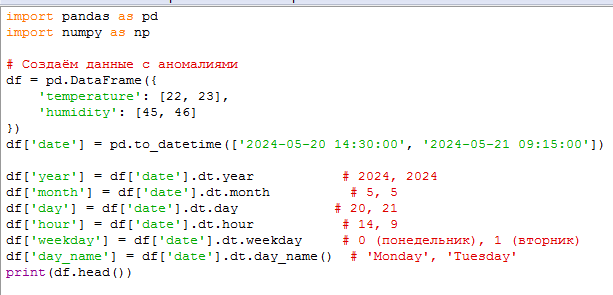 import pandas as pd
import numpy as np
# Создаём данные с аномалиями
df = pd.DataFrame({
    'temperature': [22, 23],
    'humidity': [45, 46]
})
df['date'] = pd.to_datetime(['2024-05-20 14:30:00', '2024-05-21 09:15:00'])
df['year'] = df['date'].dt.year            # 2024, 2024
df['month'] = df['date'].dt.month           # 5, 5
df['day'] = df['date'].dt.day             # 20, 21
df['hour'] = df['date'].dt.hour            # 14, 9
df['weekday'] = df['date'].dt.weekday      # 0 (понедельник), 1 (вторник)
df['day_name'] = df['date'].dt.day_name()  # 'Monday', 'Tuesday'
print(df.head())